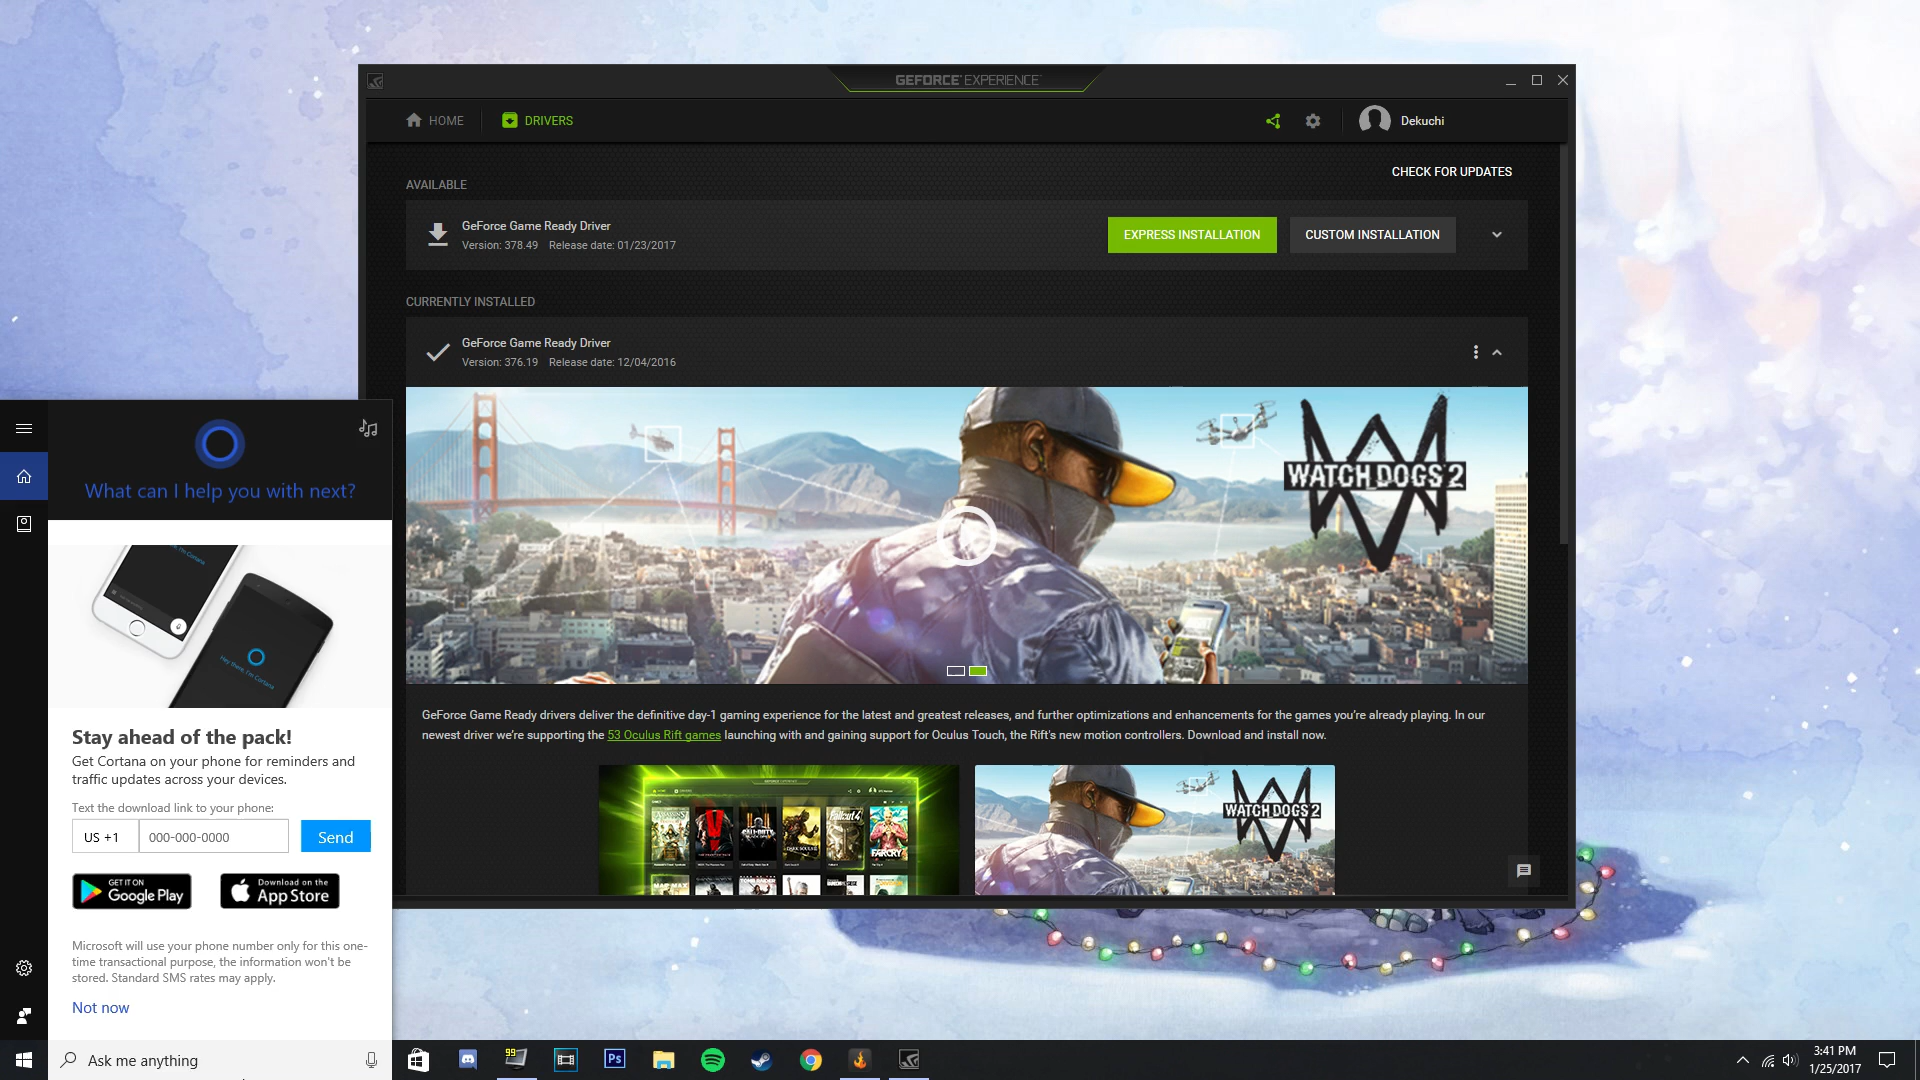 GEFORCE EXPERIENCE
HOME
DRIVERS
Dekuchi
CHECK FOR UPDATES
AVAILABLE
GeForce Game Ready Driver
Version: 378.49 Release date: 01/23/2017
EXPRESS INSTALLATION
CUSTOM INSTALLATION
CURRENTLY INSTALLED
GeForce Game Ready Driver
Version: 376.19 Release date: 12/04/2016
WATCH DOGS 2
GeForce Game Ready drivers deliver the definitive day-1 gaming experience for the latest and greatest releases, and further optimizations and enhancements for the games you're already playing. In our
newest driver we're supporting the 53 Oculus Rift games launching with and gaining support for Oculus Touch, the Rift's new motion controllers. Download and install now.
WATCH DOGS 2
What can I help you with next?
Hey there, I'm Cortana
Stay ahead of the pack!
Get Cortana on your phone for reminders and
traffic updates across your devices.
Text the download link to your phone:
US +1
000-000-0000
Send
GET IT ON
Google Play
Download on the
App Store
Microsoft will use your phone number only for this one-
time transactional purpose, the information won't be
stored. Standard SMS rates may apply.
Not now
Ask me anything
99
Ps
3:41 PM
1/25/2017